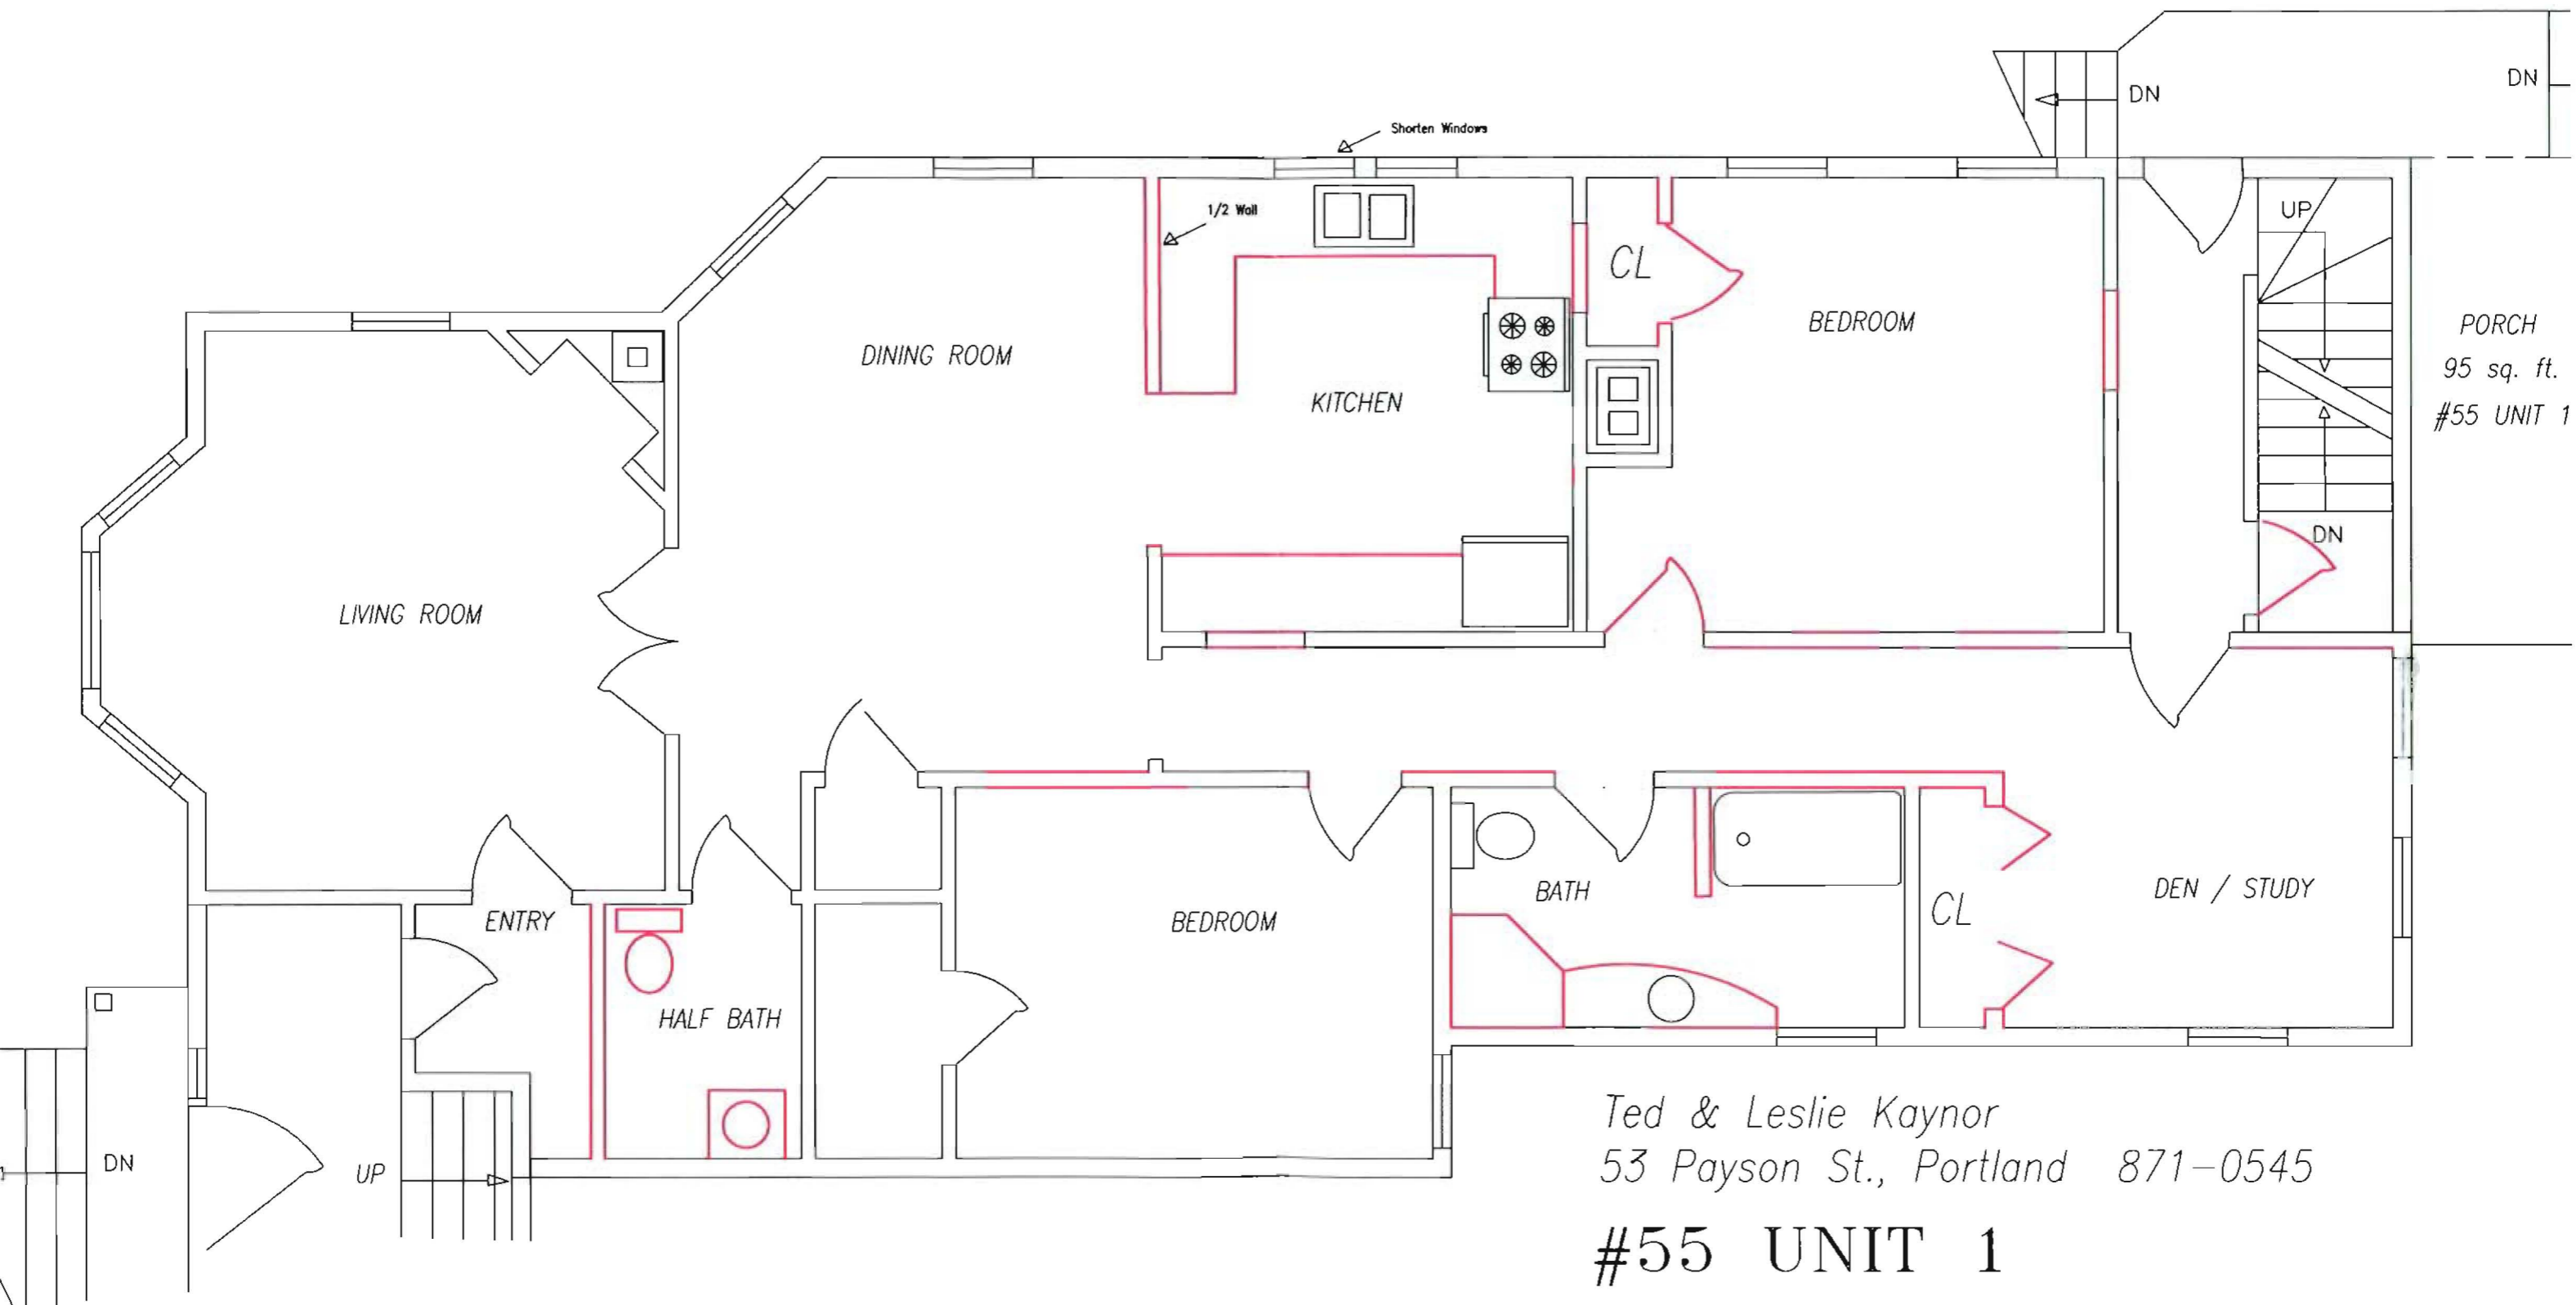 DN
DN
Shorten Windows
1/2 Wall
UP
CL
BEDROOM
PORCH
95 sq. ft.
#55 UNIT 1
DINING ROOM
KITCHEN
DN
LIVING ROOM
ENTRY
HALF BATH
BEDROOM
BATH
CL
DEN / STUDY
DN
UP
Ted & Leslie Kaynor
53 Payson St., Portland 871-0545
#55 UNIT 1